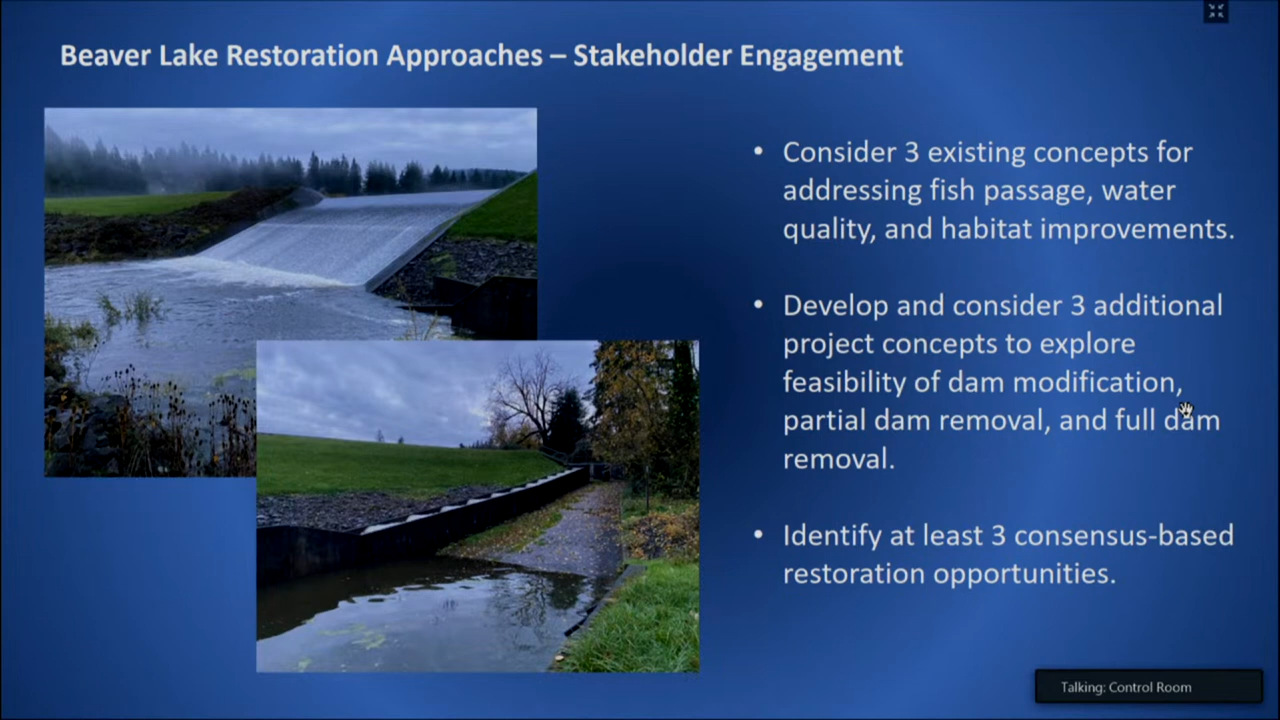 Beaver Lake Restoration Approaches – Stakeholder Engagement
• Consider 3 existing concepts for
addressing fish passage, water
quality, and habitat improvements.
• Develop and consider 3 additional
project concepts to explore
feasibility of dam modification,
partial dam removal, and full dam
removal.
• Identify at least 3 consensus-based
restoration opportunities.
Talking: Control Room